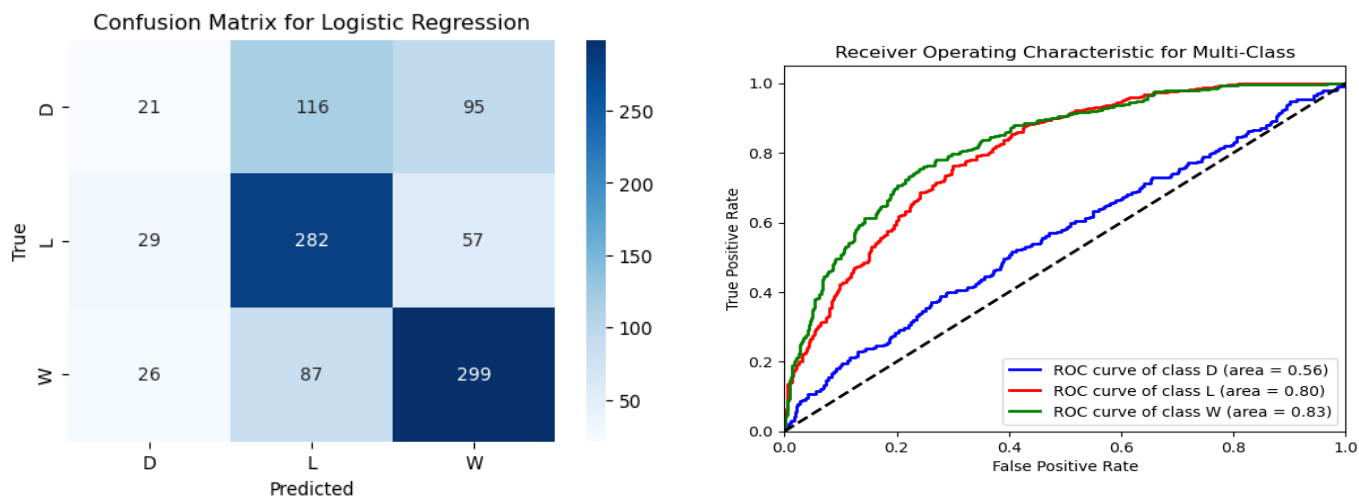 Confusion Matrix for Logistic Regression
True
D
21
116
95
L
29
282
57
W
26
87
299
D
L
W
Predicted
250
200
150
100
50
Receiver Operating Characteristic for Multi-Class
True Positive Rate
1.0
0.8
0.6
0.4
0.2
0.0
ROC curve of class D (area = 0.56)
ROC curve of class L (area = 0.80)
ROC curve of class W (area = 0.83)
0.0
0.2
0.4
0.6
0.8
1.0
False Positive Rate